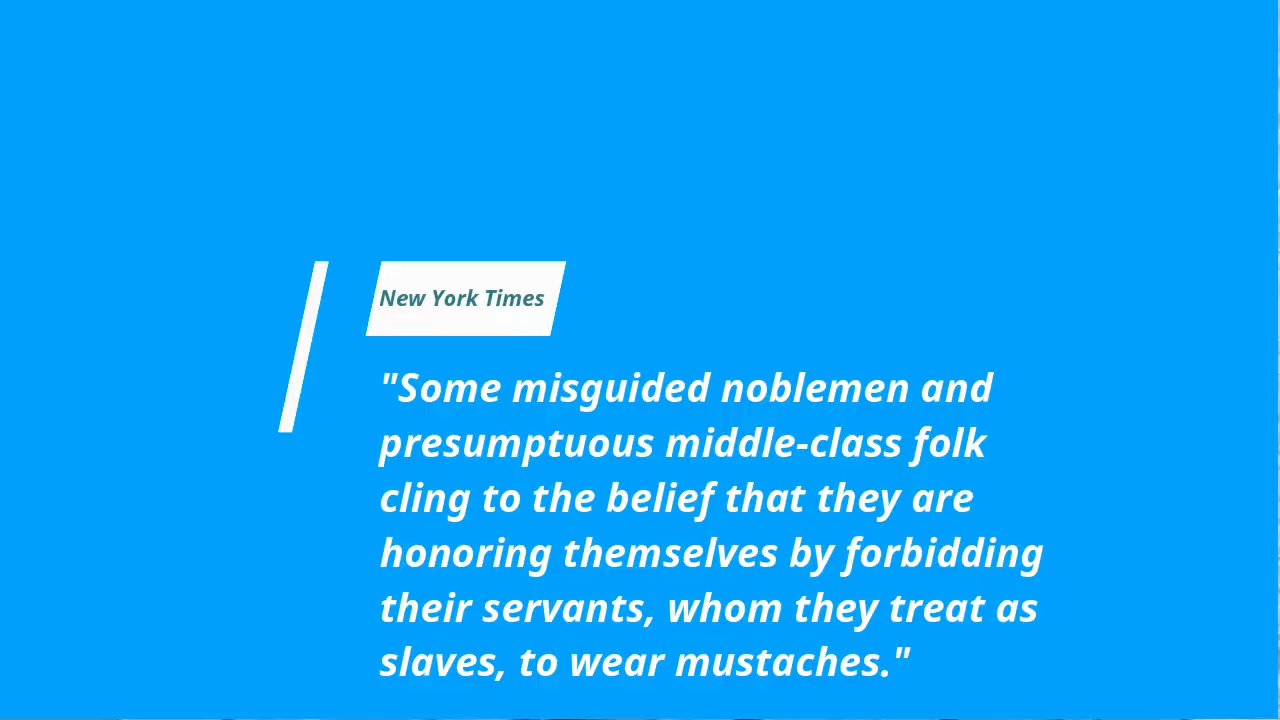 New York Times
"Some misguided noblemen and
presumptuous middle-class folk
cling to the belief that they are
honoring themselves by forbidding
their servants, whom they treat as
slaves, to wear mustaches."